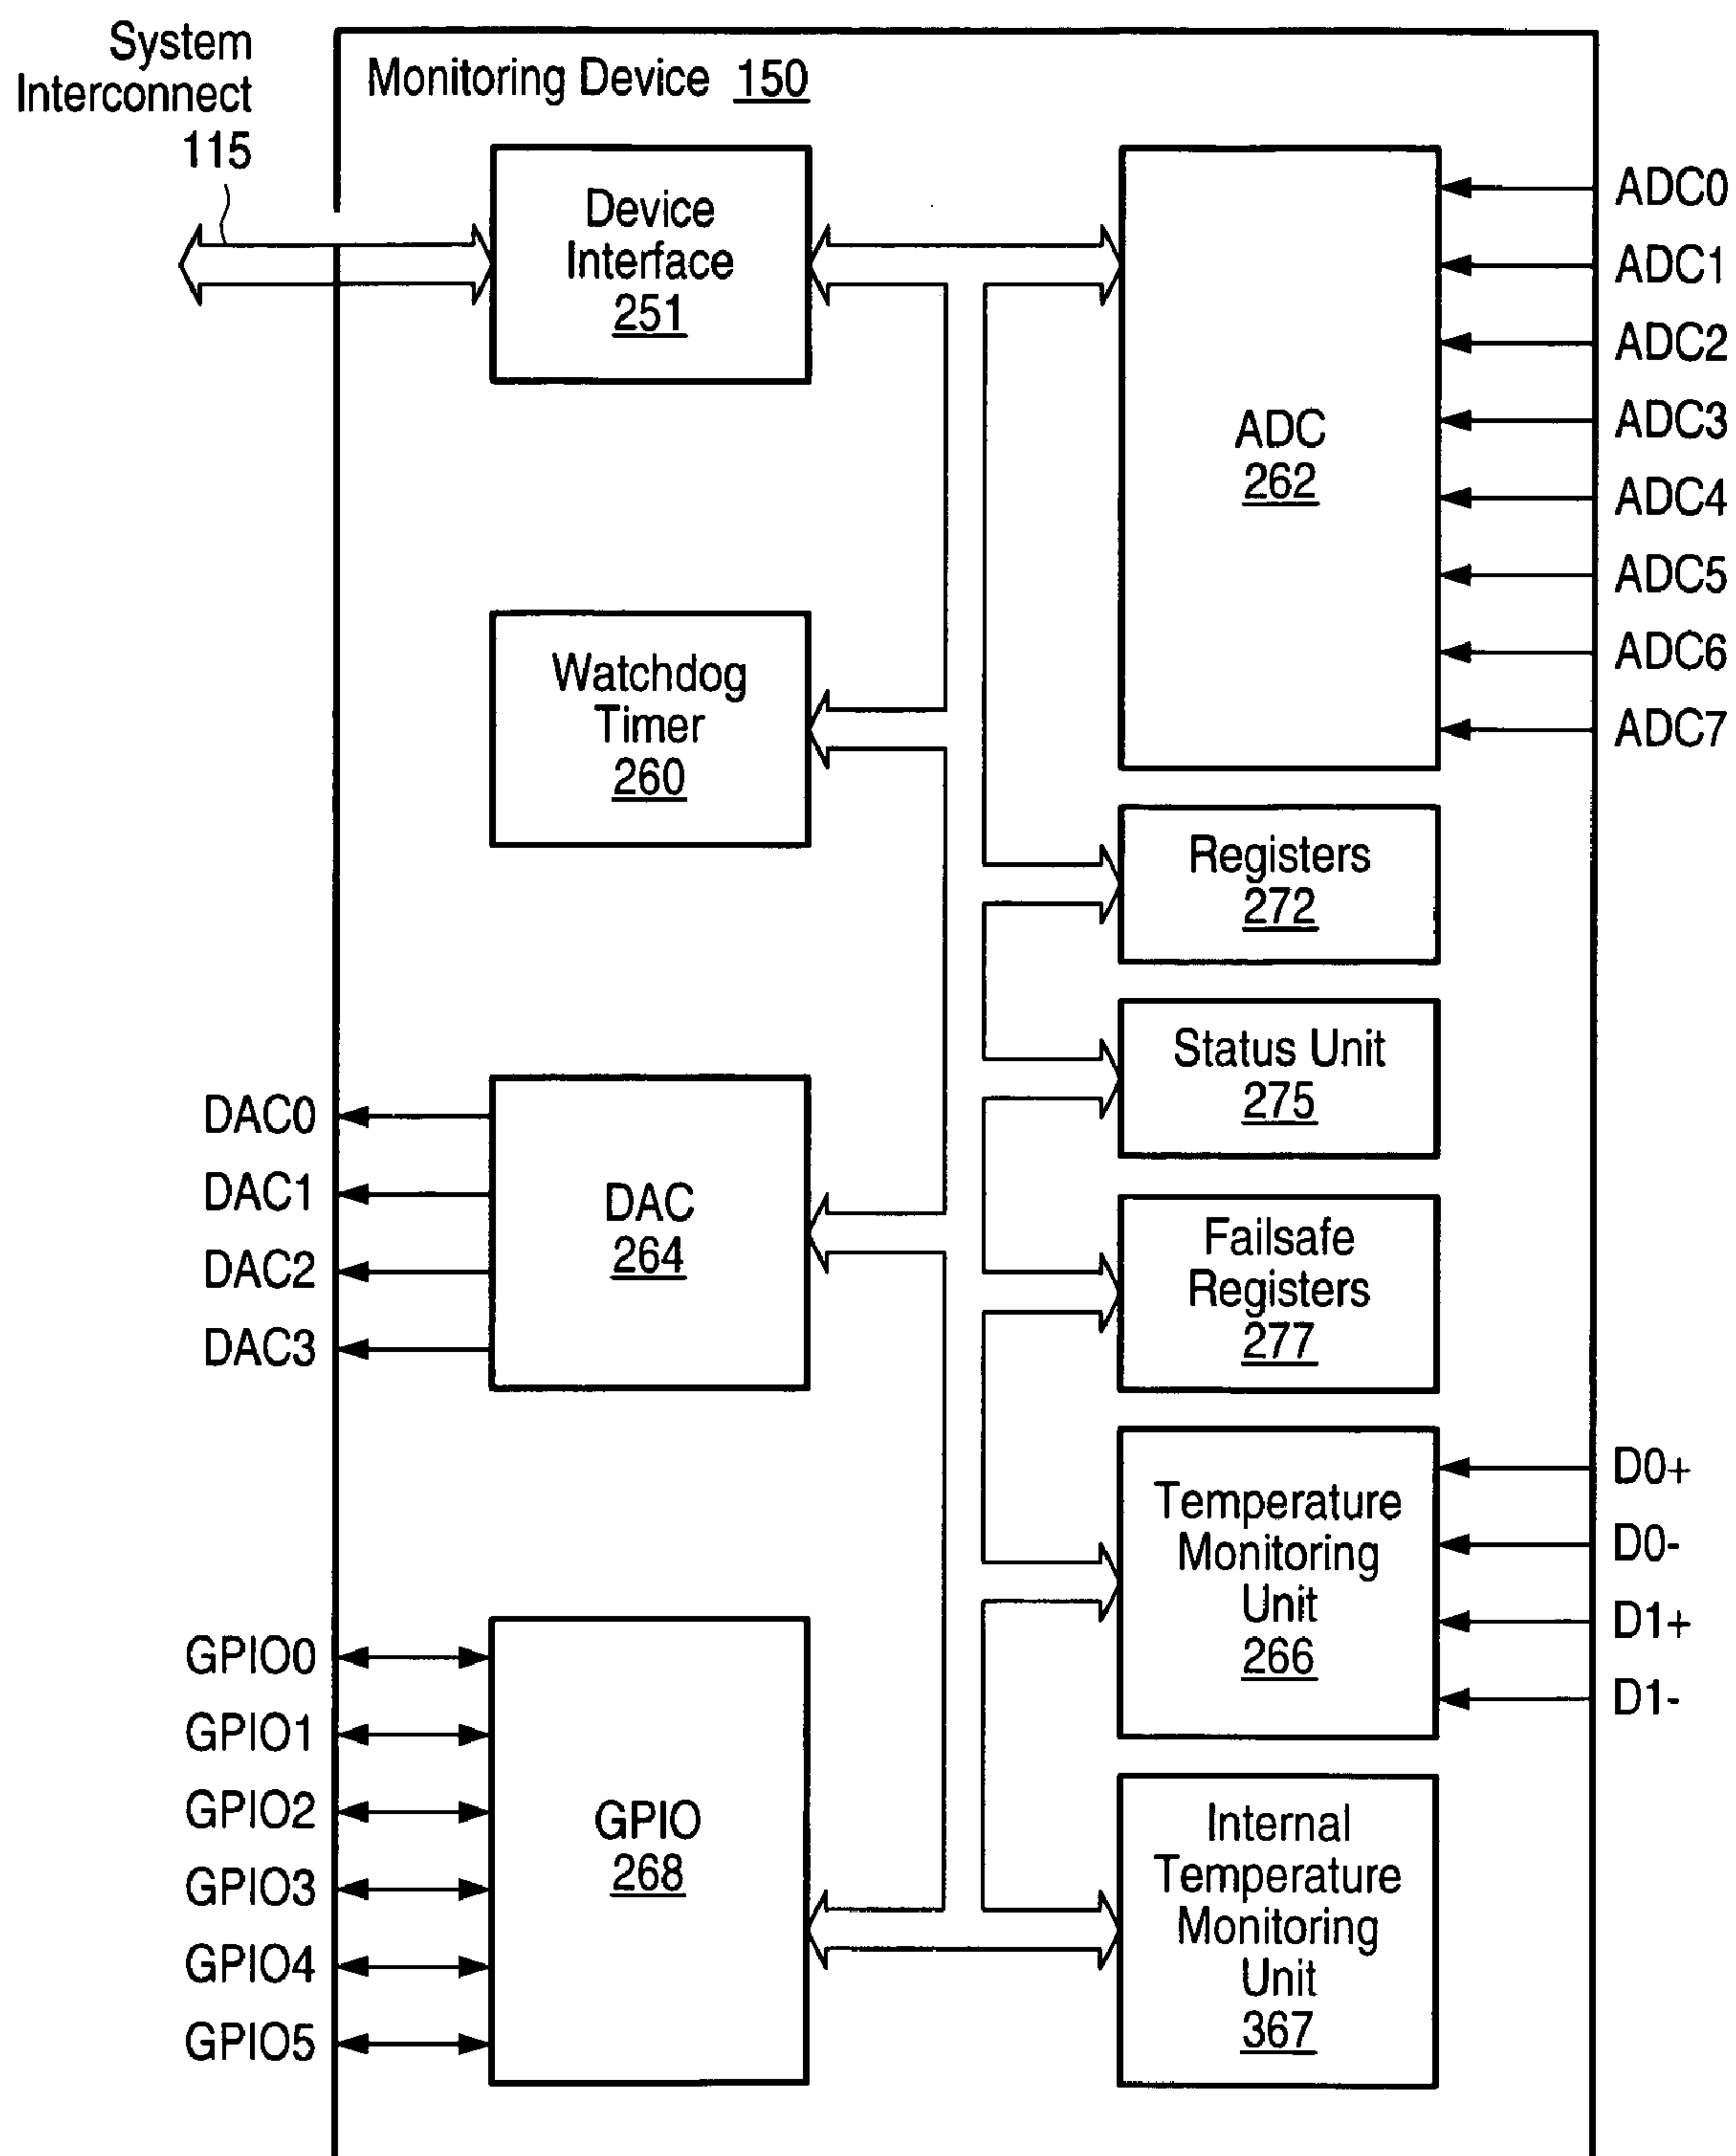 System
Interconnect
115
Monitoring Device 150
Device
Interface
251
ADC
262
ADC0
ADC1
ADC2
ADC3
ADC4
ADC5
ADC6
ADC7
Watchdog
Timer
260
Registers
272
Status Unit
275
DAC0
DAC1
DAC2
DAC3
DAC
264
Failsafe
Registers
277
Temperature
Monitoring
Unit
266
D0+
D0-
D1+
D1-
GPIO0
GPIO1
GPIO2
GPIO3
GPIO4
GPIO5
GPIO
268
Internal
Temperature
Monitoring
Unit
367